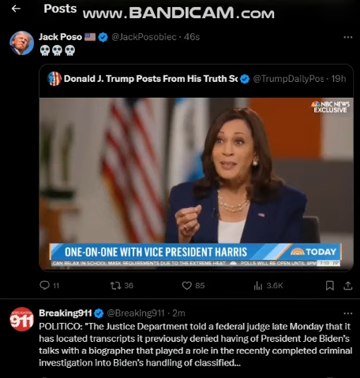 Posts
www.BANDICAM.com
Jack Poso 🇺🇸 @JackPosobiec · 46s
💀💀💀
Donald J. Trump Posts From His Truth Sc @TrumpDailyPos · 19h
NBC NEWS
EXCLUSIVE
ONE-ON-ONE WITH VICE PRESIDENT HARRIS
TODAY
11 36 85 3.6K
911
Breaking911 @Breaking911 · 2m
POLITICO: "The Justice Department told a federal judge late Monday that it
has located transcripts it previously denied having of President Joe Biden's
talks with a biographer that played a role in the recently completed criminal
investigation into Biden's handling of classified...